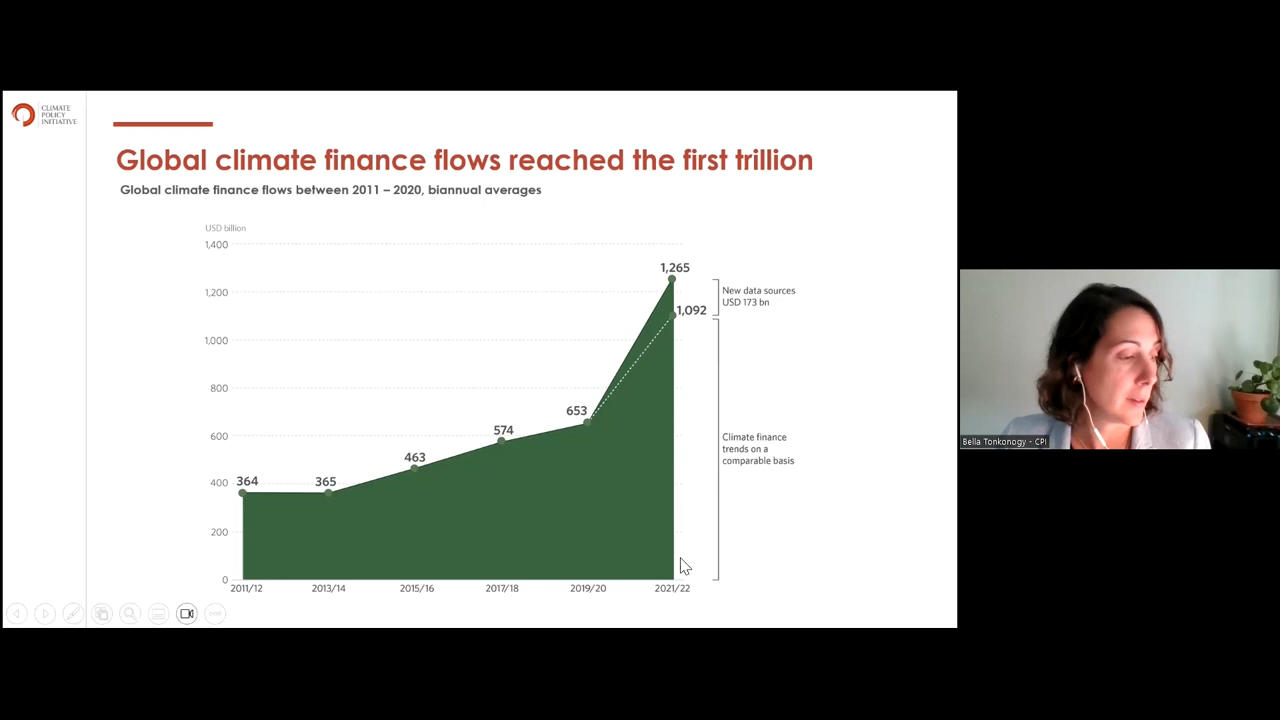 CLIMATE
POLICY
INITIATIVE
Global climate finance flows reached the first trillion
Global climate finance flows between 2011 – 2020, biannual averages
USD billion
1,400
1,200
1,000
800
600
400
200
0
364
365
463
574
653
1,265
1,092
2011/12
2013/14
2015/16
2017/18
2019/20
2021/22
New data sources
USD 173 bn
Climate finance
trends on a
comparable basis
Bella Tonkonogy - CPI